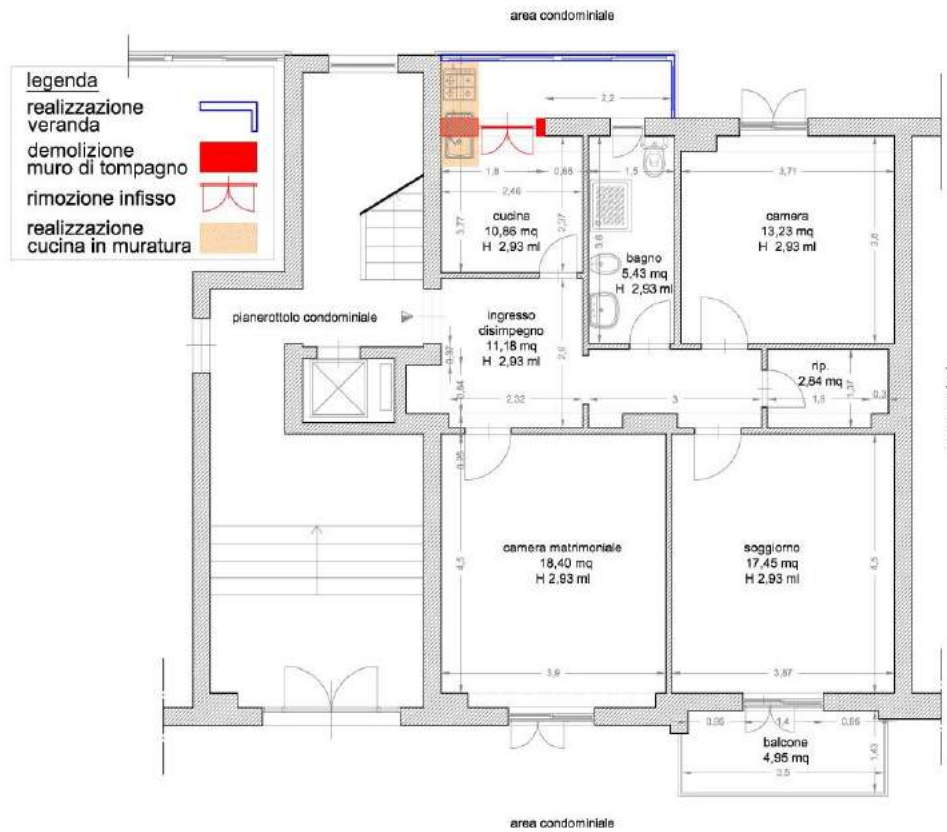 area condominiale
legenda
realizzazione
veranda
demolizione
muro di tompagno
rimozione infisso
realizzazione
cucina in muratura
2,2
1,8
0,66
2,46
3,77
2,37
cucina
10,86 mq
H 2,93 ml
1,5
3,6
bagno
5,43 mq
H 2,93 ml
3,71
3,6
camera
13,23 mq
H 2,93 ml
pianerottolo condominiale
ingresso
disimpegno
11,18 mq
H 2,93 ml
2,6
0,64
2,32
3
rip.
2,84 mq
1,37
0,3
camera matrimoniale
18,40 mq
H 2,93 ml
4,5
3,9
soggiorno
17,45 mq
H 2,93 ml
4,5
3,87
0,95
1,4
balcone
4,95 mq
1,43
3,5
area condominiale